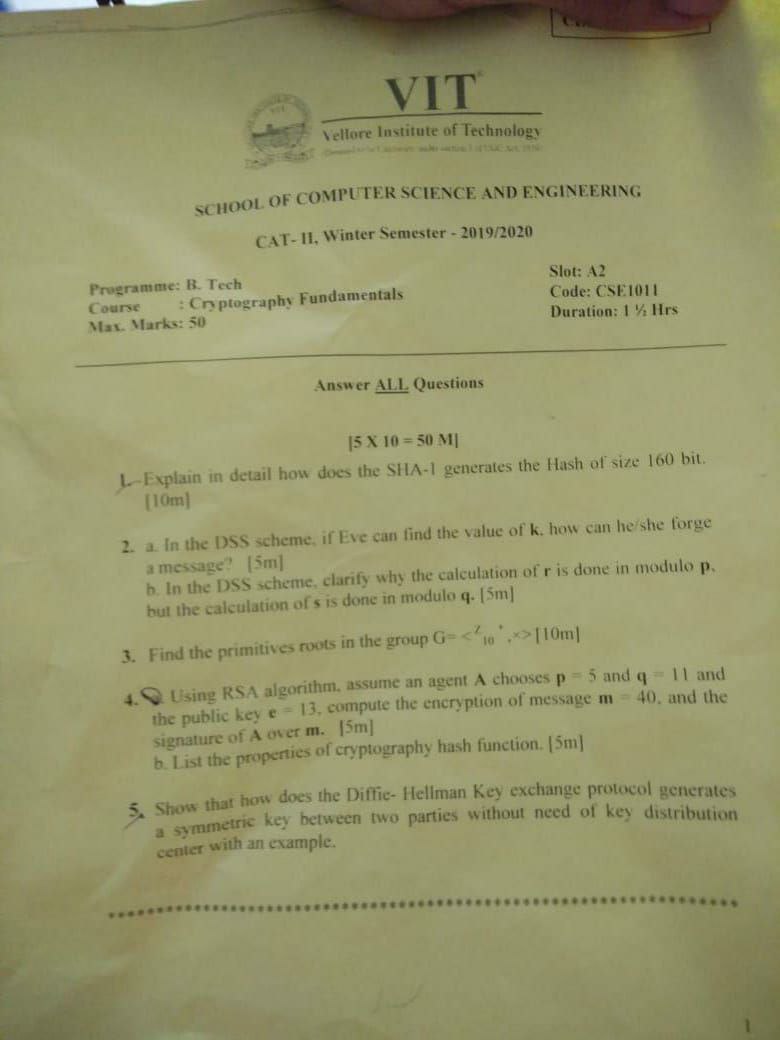 VIT
Vellore Institute of Technology
SCHOOL OF COMPUTER SCIENCE AND ENGINEERING
CAT- II, Winter Semester - 2019/2020
Programme: B. Tech
Course : Cryptography Fundamentals
Max. Marks: 50
Slot: A2
Code: CSE1011
Duration: 1 ½ Hrs
Answer ALL Questions
[5 X 10 = 50 M]
1. Explain in detail how does the SHA-1 generates the Hash of size 160 bit.
[10m]
2. a. In the DSS scheme, if Eve can find the value of k, how can he/she forge
a message? [5m]
b. In the DSS scheme, clarify why the calculation of r is done in modulo p,
but the calculation of s is done in modulo q. [5m]
3. Find the primitives roots in the group G=<Z10*,×>[10m]
4. Using RSA algorithm, assume an agent A chooses p = 5 and q = 11 and
the public key e = 13, compute the encryption of message m = 40, and the
signature of A over m. [5m]
b. List the properties of cryptography hash function. [5m]
5. Show that how does the Diffie- Hellman Key exchange protocol generates
a symmetric key between two parties without need of key distribution
center with an example.
1